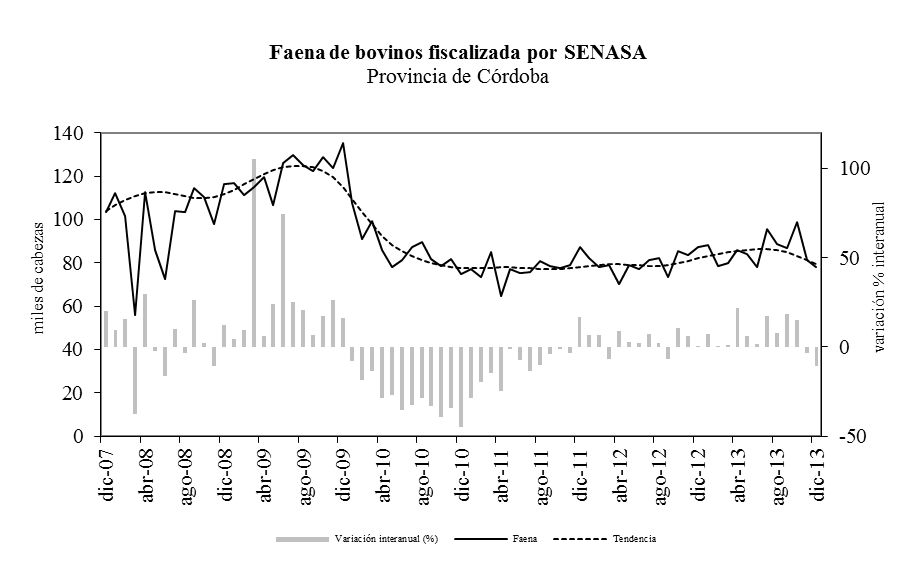 Faena de bovinos fiscalizada por SENASA
Provincia de Córdoba
140
120
100
80
60
40
20
0
miles de cabezas
100
50
0
-50
variación % interanual
dic-07
abr-08
ago-08
dic-08
abr-09
ago-09
dic-09
abr-10
ago-10
dic-10
abr-11
ago-11
dic-11
abr-12
ago-12
dic-12
abr-13
ago-13
dic-13
Variación interanual (%) Faena Tendencia